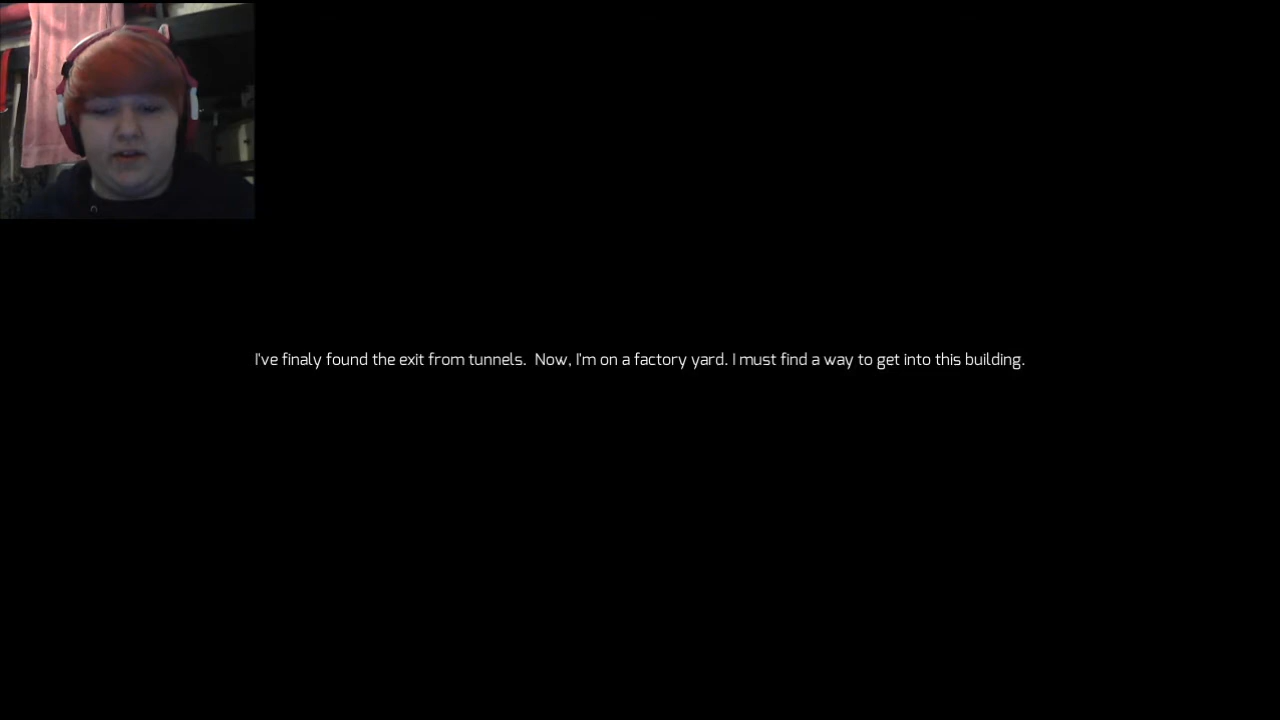 I've finaly found the exit from tunnels.  Now, I'm on a factory yard. I must find a way to get into this building.